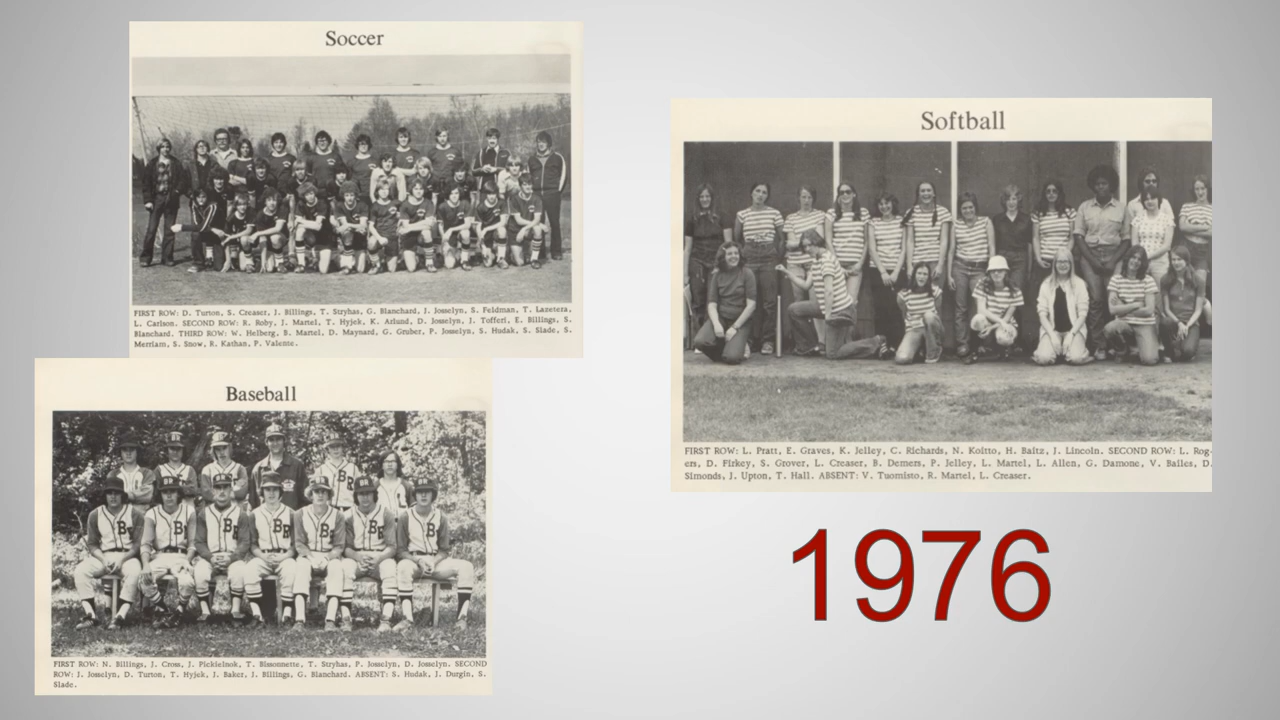 Soccer
FIRST ROW: D. Turton, S. Creaser, J. Billings, T. Stryhas, G. Blanchard, J. Josselyn, S. Feldman, T. Lazetera,
L. Carlson. SECOND ROW: R. Roby, J. Martel, T. Hyjek, K. Arlund, D. Josselyn, J. Tofferi, E. Billings, S.
Blanchard. THIRD ROW: W. Helberg, B. Martel, D. Maynard, G. Gruber, P. Josselyn, S. Hudak, S. Slade, S.
Merriam, S. Snow, R. Kathan, P. Valente.
Softball
FIRST ROW: L. Pratt, E. Graves, K. Jelley, C. Richards, N. Koitto, H. Baitz, J. Lincoln. SECOND ROW: L. Rog-
ers, D. Firkey, S. Grover, L. Creaser, B. Demers, P. Jelley, L. Martel, L. Allen, G. Damone, V. Bailes, D.
Simonds, J. Upton, T. Hall. ABSENT: V. Tuomisto, R. Martel, L. Creaser.
Baseball
FIRST ROW: N. Billings, J. Cross, J. Pickielnok, T. Bissonnette, T. Stryhas, P. Josselyn, D. Josselyn. SECOND
ROW: J. Josselyn, D. Turton, T. Hyjek, J. Baker, J. Billings, G. Blanchard. ABSENT: S. Hudak, J. Durgin, S.
Slade.
1976